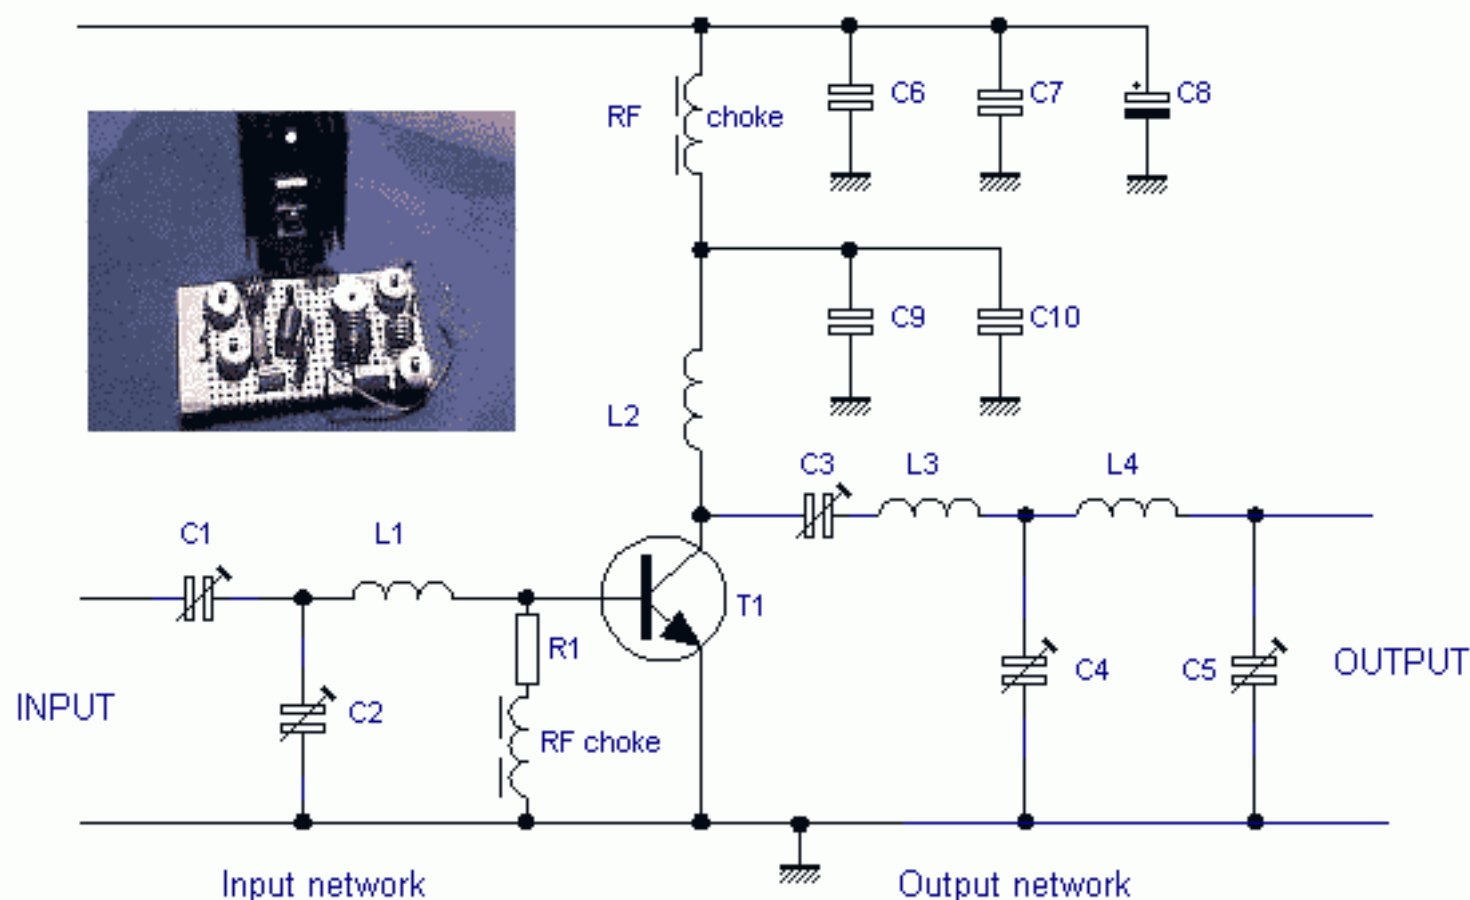 RF choke
C6
C7
+
C8
C9
C10
L2
C3
L3
L4
C1
L1
T1
R1
C2
RF choke
C4
C5
INPUT
OUTPUT
Input network
Output network